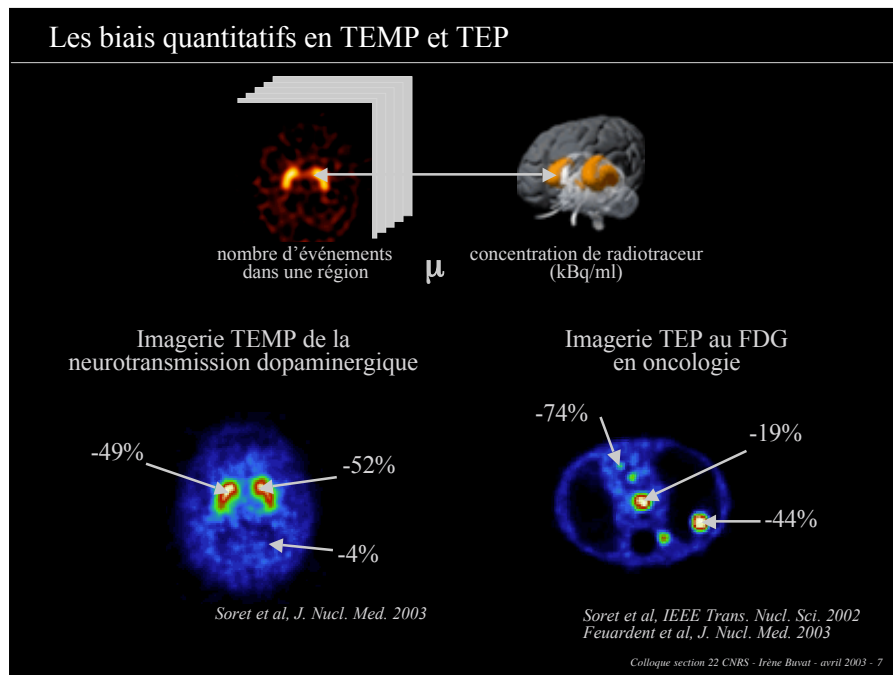 Les biais quantitatifs en TEMP et TEP
nombre d'événements
dans une région
μ
concentration de radiotraceur
(kBq/ml)
Imagerie TEMP de la
neurotransmission dopaminergique
-49%
-52%
-4%
Soret et al, J. Nucl. Med. 2003
Imagerie TEP au FDG
en oncologie
-74%
-19%
-44%
Soret et al, IEEE Trans. Nucl. Sci. 2002
Feuardent et al, J. Nucl. Med. 2003
Colloque section 22 CNRS - Irène Buvat - avril 2003 - 7